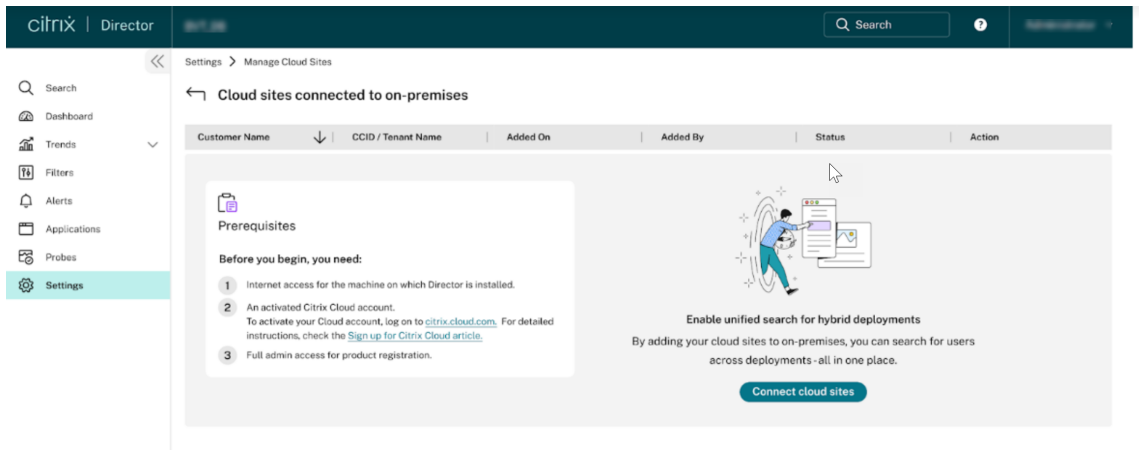 citrix | Director
Search
?
Settings > Manage Cloud Sites
Search
Dashboard
Trends
Filters
Alerts
Applications
Probes
Settings
Cloud sites connected to on-premises
Customer Name CCID / Tenant Name Added On Added By Status Action
Prerequisites
Before you begin, you need:
1 Internet access for the machine on which Director is installed.
2 An activated Citrix Cloud account.
To activate your Cloud account, log on to citrix.cloud.com. For detailed
instructions, check the Sign up for Citrix Cloud article.
3 Full admin access for product registration.
Enable unified search for hybrid deployments
By adding your cloud sites to on-premises, you can search for users
across deployments - all in one place.
Connect cloud sites